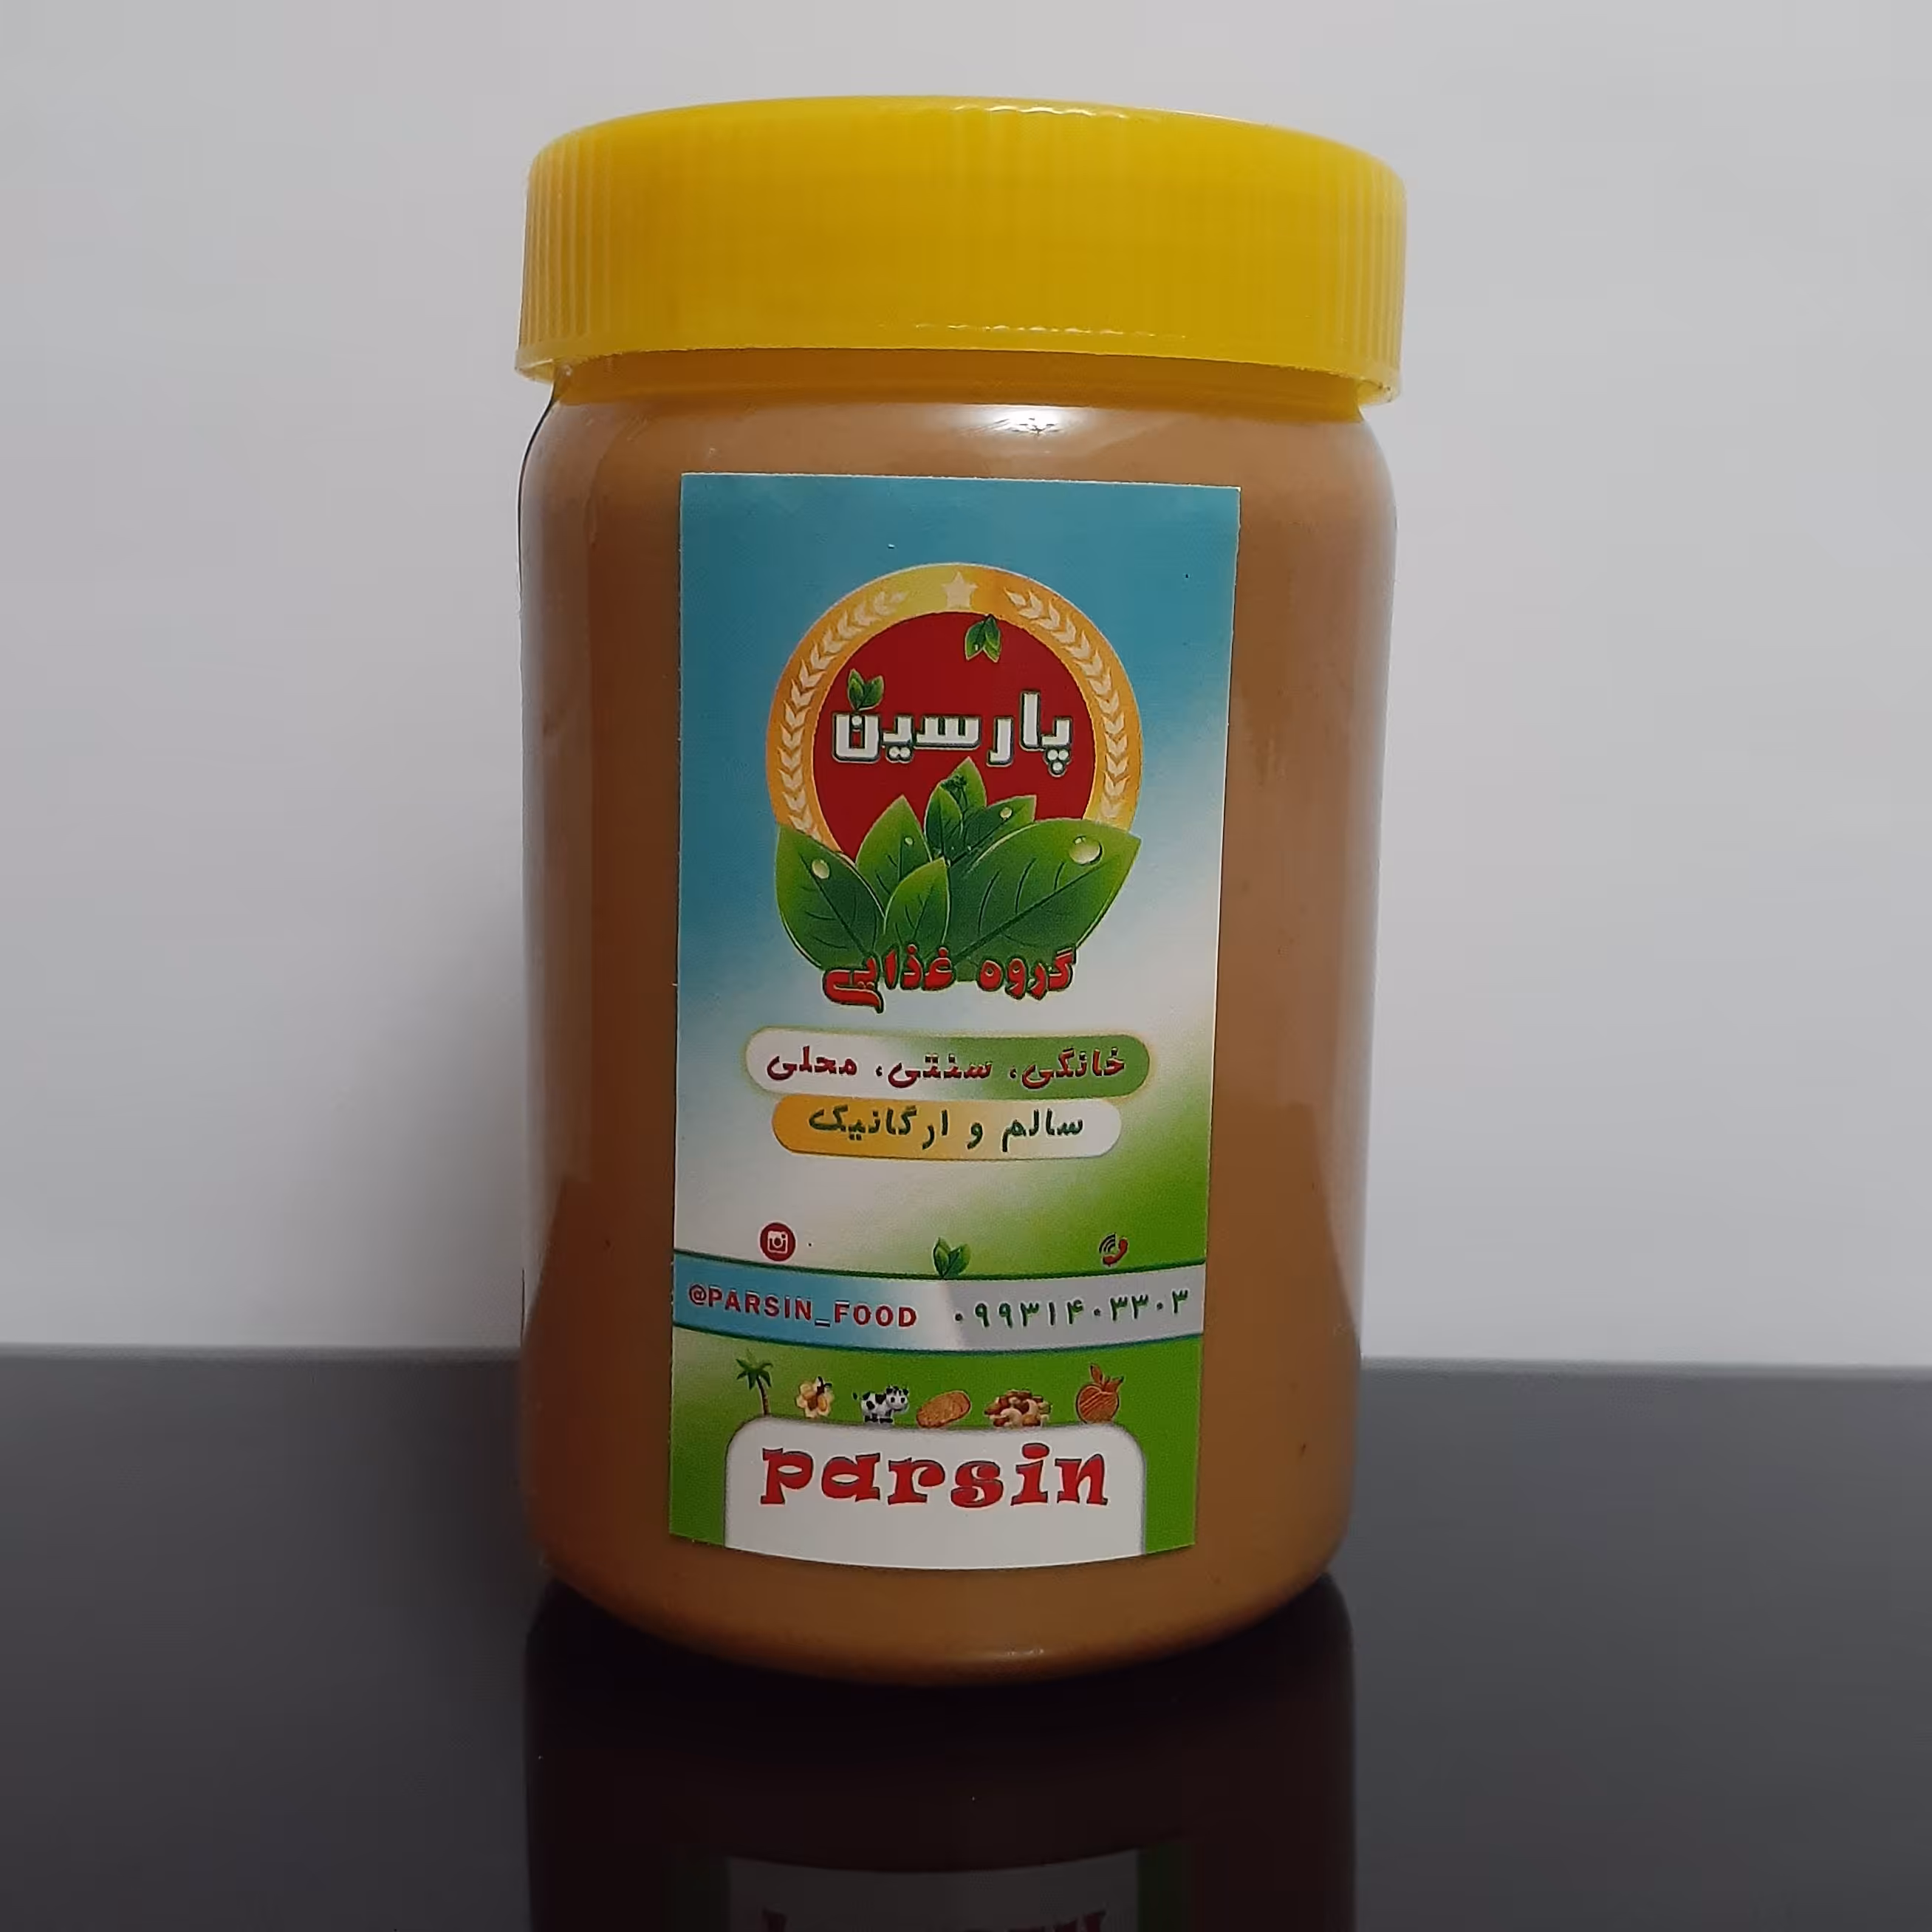 پارسین
گروه غذایی
خانگی، سنتی، محلی
سالم و ارگانیک
@PARSIN_FOOD ۰۹۹۳۱۴۰۳۳۰۳
parsin